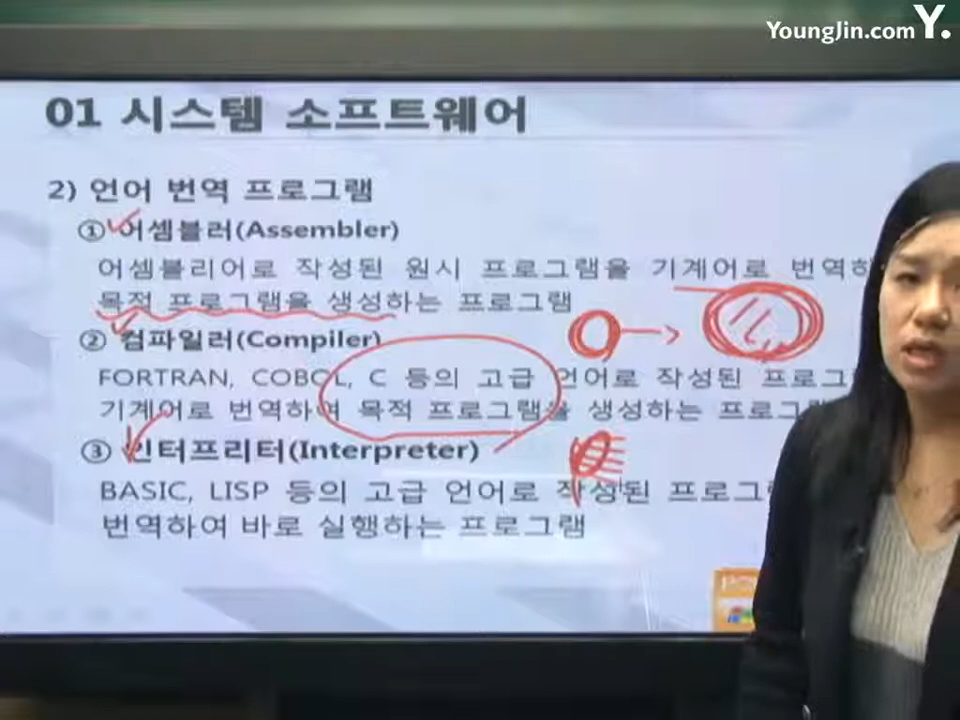 YoungJin.com Y.
01 시스템 소프트웨어
2) 언어 번역 프로그램
① 어셈블러(Assembler)
어셈블리어로 작성된 원시 프로그램을 기계어로 번역하
목적 프로그램을 생성하는 프로그램
② 컴파일러(Compiler)
FORTRAN, COBOL, C 등의 고급 언어로 작성된 프로그
기계어로 번역하여 목적 프로그램을 생성하는 프로그램
③ 인터프리터(Interpreter)
BASIC, LISP 등의 고급 언어로 작성된 프로그
번역하여 바로 실행하는 프로그램